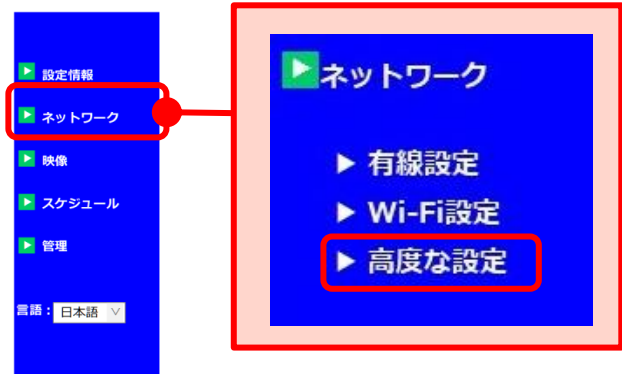 設定情報
ネットワーク
映像
スケジュール
管理
言語：日本語
ネットワーク
有線設定
Wi-Fi設定
高度な設定